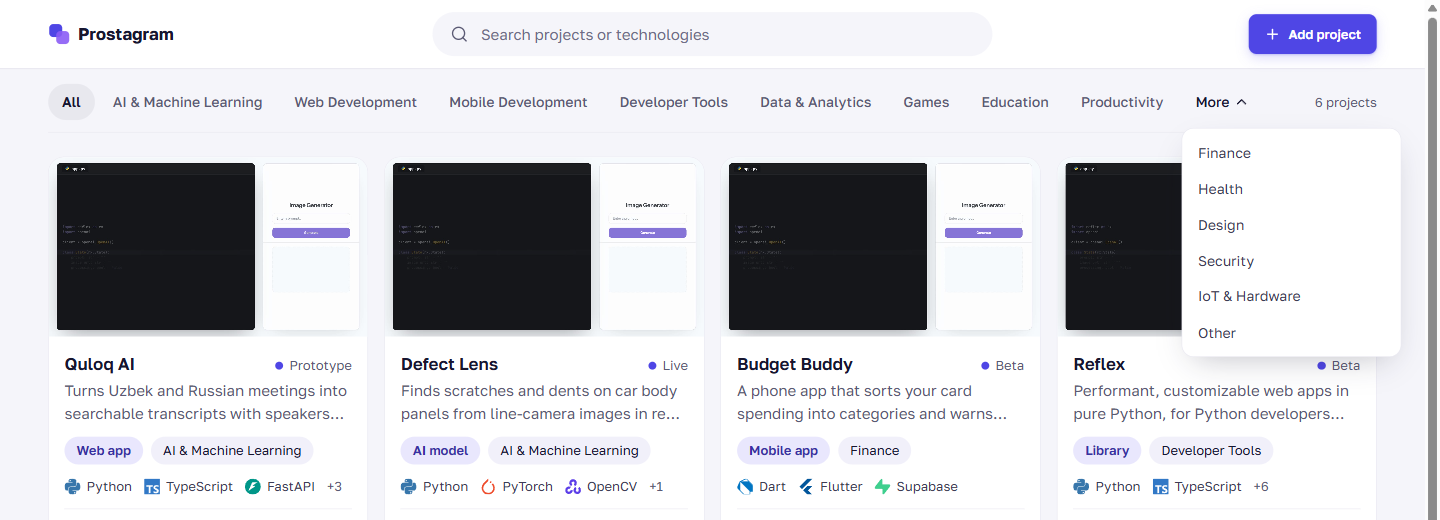 Prostagram
Search projects or technologies
+ Add project
All
AI & Machine Learning
Web Development
Mobile Development
Developer Tools
Data & Analytics
Games
Education
Productivity
More
6 projects
Finance
Health
Design
Security
IoT & Hardware
Other
Image Generator
Image Generator
Image Generator
Quloq AI
Prototype
Turns Uzbek and Russian meetings into
searchable transcripts with speakers...
Web app
AI & Machine Learning
Python
TS TypeScript
FastAPI
+3
Defect Lens
Live
Finds scratches and dents on car body
panels from line-camera images in re...
AI model
AI & Machine Learning
Python
PyTorch
OpenCV
+1
Budget Buddy
Beta
A phone app that sorts your card
spending into categories and warns...
Mobile app
Finance
Dart
Flutter
Supabase
Reflex
Beta
Performant, customizable web apps in
pure Python, for Python developers...
Library
Developer Tools
Python
TS TypeScript
+6